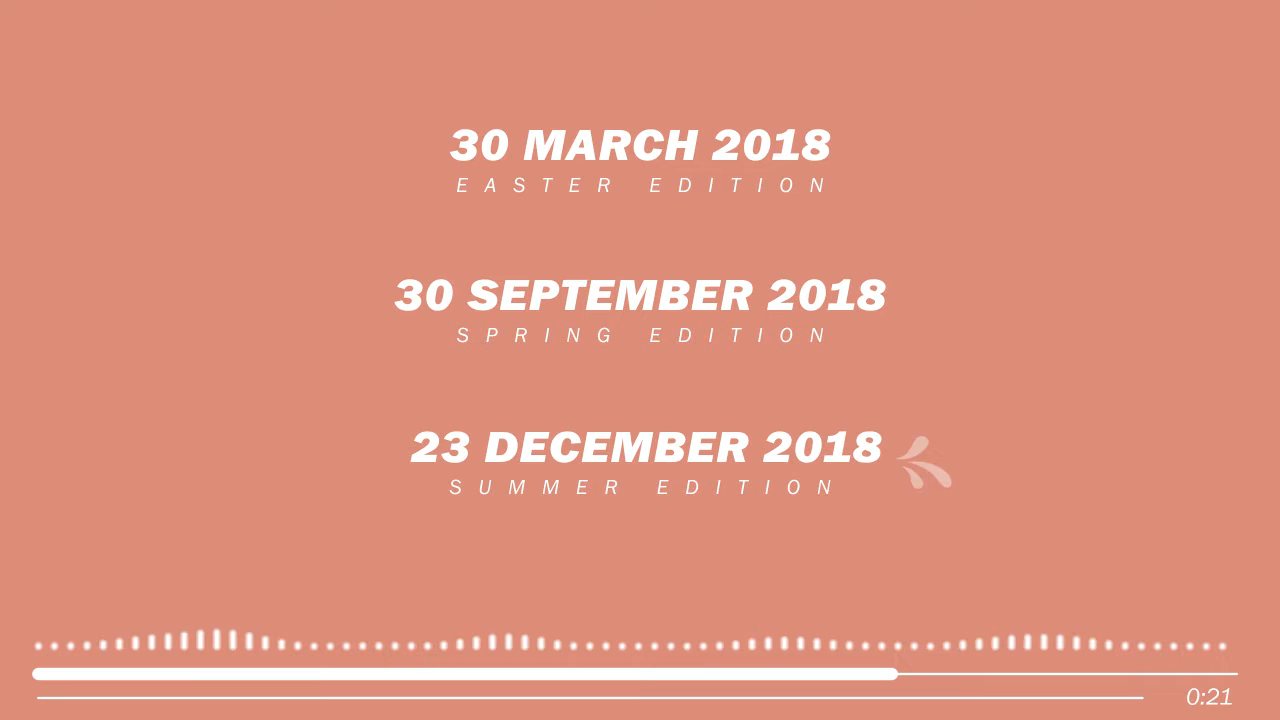 30 MARCH 2018
EASTER EDITION
30 SEPTEMBER 2018
SPRING EDITION
23 DECEMBER 2018
SUMMER EDITION
0:21